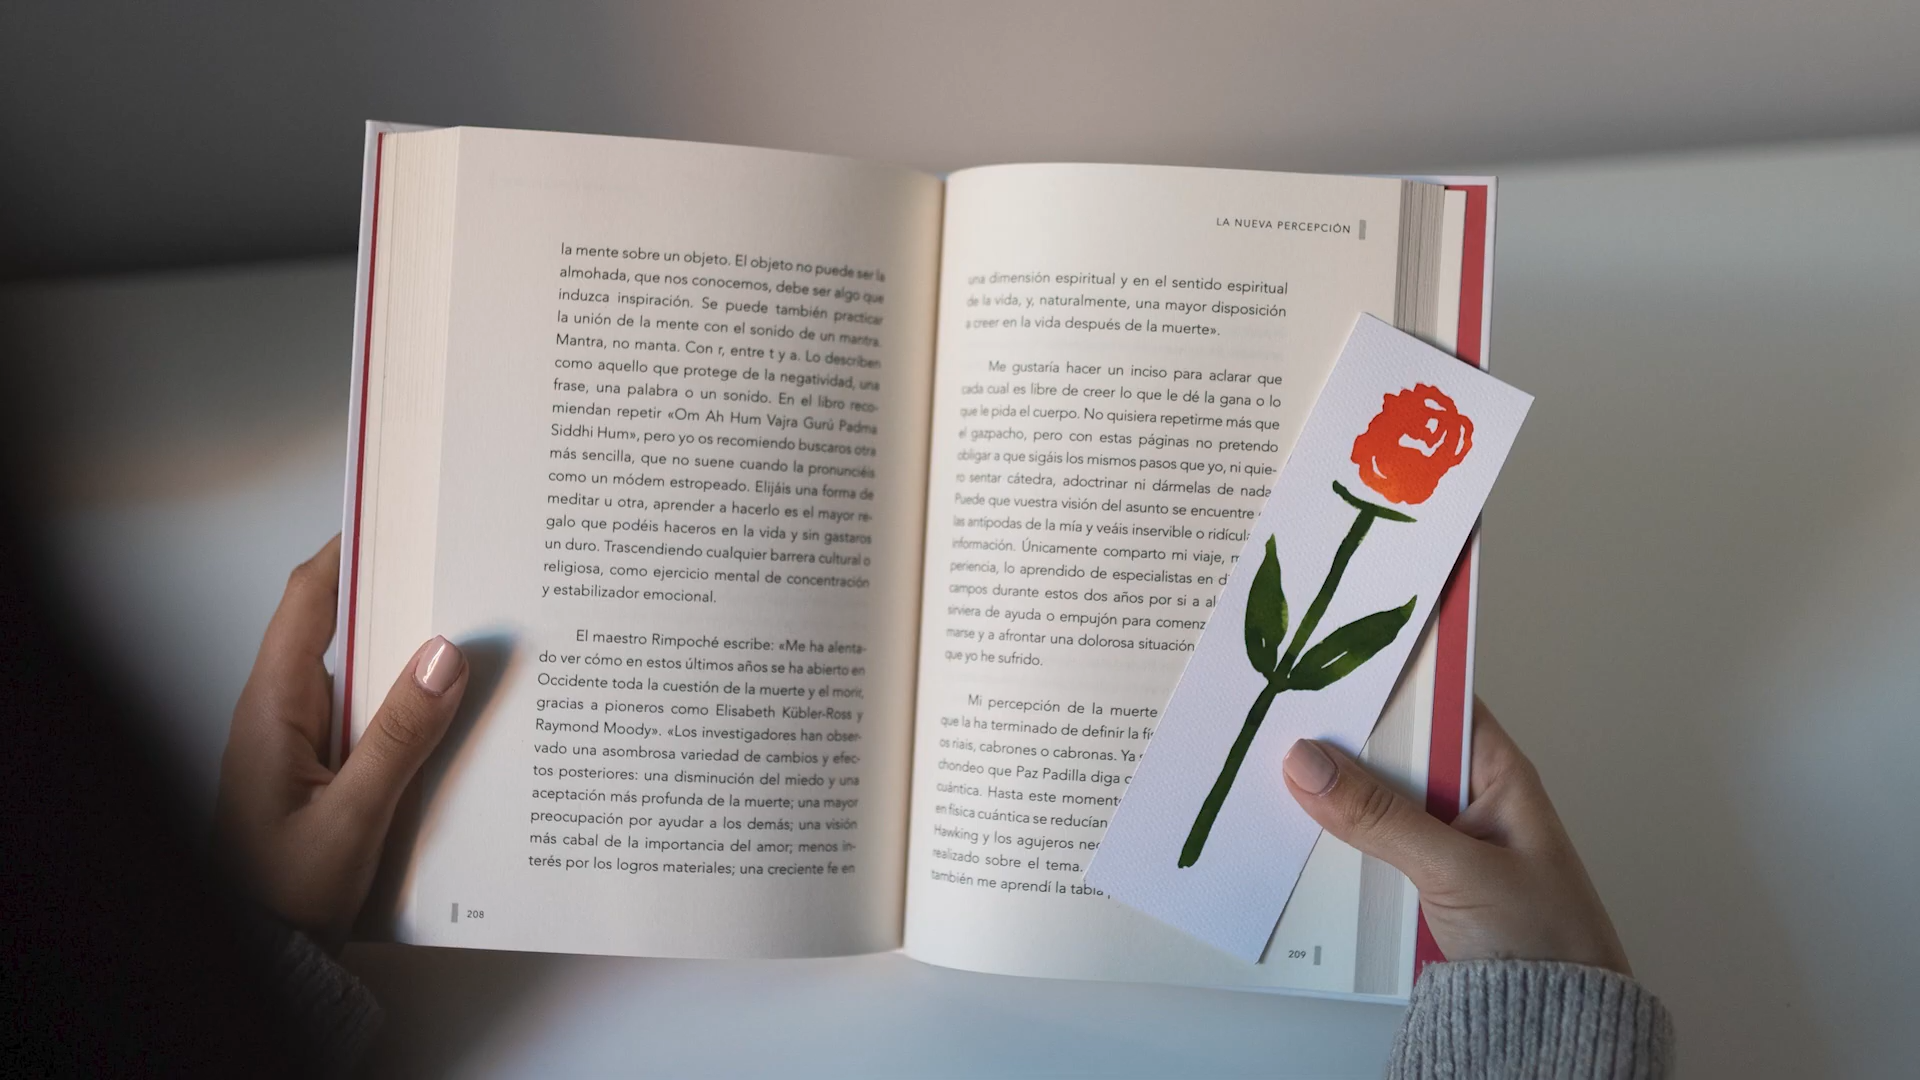 la mente sobre un objeto. El objeto no puede ser la
almohada, que nos conocemos, debe ser algo que
induzca inspiración. Se puede también practicar
la unión de la mente con el sonido de un mantra.
Mantra, no manta. Con r, entre t y a. Lo describen
como aquello que protege de la negatividad, una
frase, una palabra o un sonido. En el libro reco-
miendan repetir «Om Ah Hum Vajra Gurú Padma
Siddhi Hum», pero yo os recomiendo buscaros otra
más sencilla, que no suene cuando la pronunciéis
como un módem estropeado. Elijáis una forma de
meditar u otra, aprender a hacerlo es el mayor re-
galo que podéis haceros en la vida y sin gastaros
un duro. Trascendiendo cualquier barrera cultural o
religiosa, como ejercicio mental de concentración
y estabilizador emocional.
El maestro Rimpoché escribe: «Me ha alenta-
do ver cómo en estos últimos años se ha abierto en
Occidente toda la cuestión de la muerte y el morir,
gracias a pioneros como Elisabeth Kübler-Ross y
Raymond Moody». «Los investigadores han obser-
vado una asombrosa variedad de cambios y efec-
tos posteriores: una disminución del miedo y una
aceptación más profunda de la muerte; una mayor
preocupación por ayudar a los demás; una visión
más cabal de la importancia del amor; menos in-
terés por los logros materiales; una creciente fe en
208
LA NUEVA PERCEPCIÓN
una dimensión espiritual y en el sentido espiritual
de la vida, y, naturalmente, una mayor disposición
a creer en la vida después de la muerte».
Me gustaría hacer un inciso para aclarar que
cada cual es libre de creer lo que le dé la gana o lo
que le pida el cuerpo. No quisiera repetirme más que
el gazpacho, pero con estas páginas no pretendo
obligar a que sigáis los mismos pasos que yo, ni quie-
ro sentar cátedra, adoctrinar ni dármelas de nada
Puede que vuestra visión del asunto se encuentre
las antípodas de la mía y veáis inservible o
información. Únicamente comparto mi viaje,
periencia, lo aprendido de especialistas en
campos durante estos dos años por si a
sirviera de ayuda o empujón para
marse y a afrontar una dolorosa situación
que yo he sufrido.
Mi percepción de la muerte
que la ha terminado de definir la
os riais, cabrones o cabronas. Ya
chondeo que Paz Padilla diga
cuántica. Hasta este momento
en física cuántica se reducían
Hawking y los agujeros
realizado sobre el tema.
también me aprendí la tabla
209